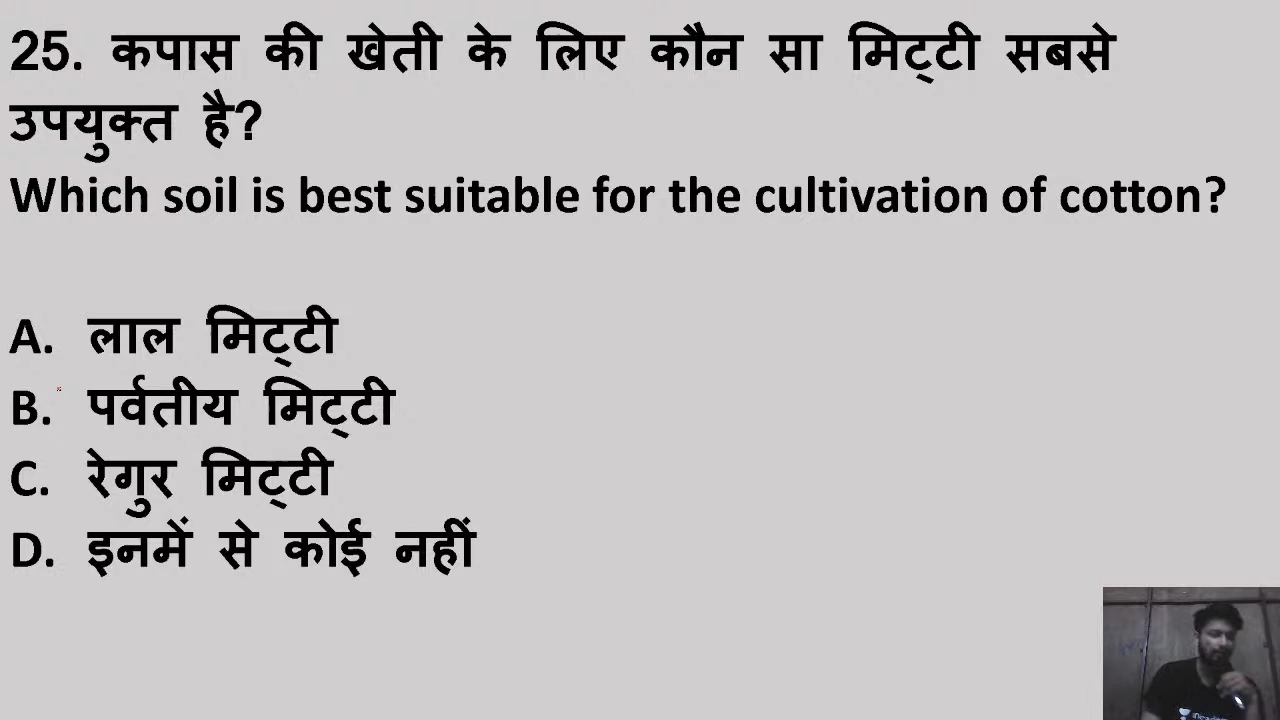 25. कपास की खेती के लिए कौन सा मिट्टी सबसे
उपयुक्त है?
Which soil is best suitable for the cultivation of cotton?
A. लाल मिट्टी
B. पर्वतीय मिट्टी
C. रेगुर मिट्टी
D. इनमें से कोई नहीं